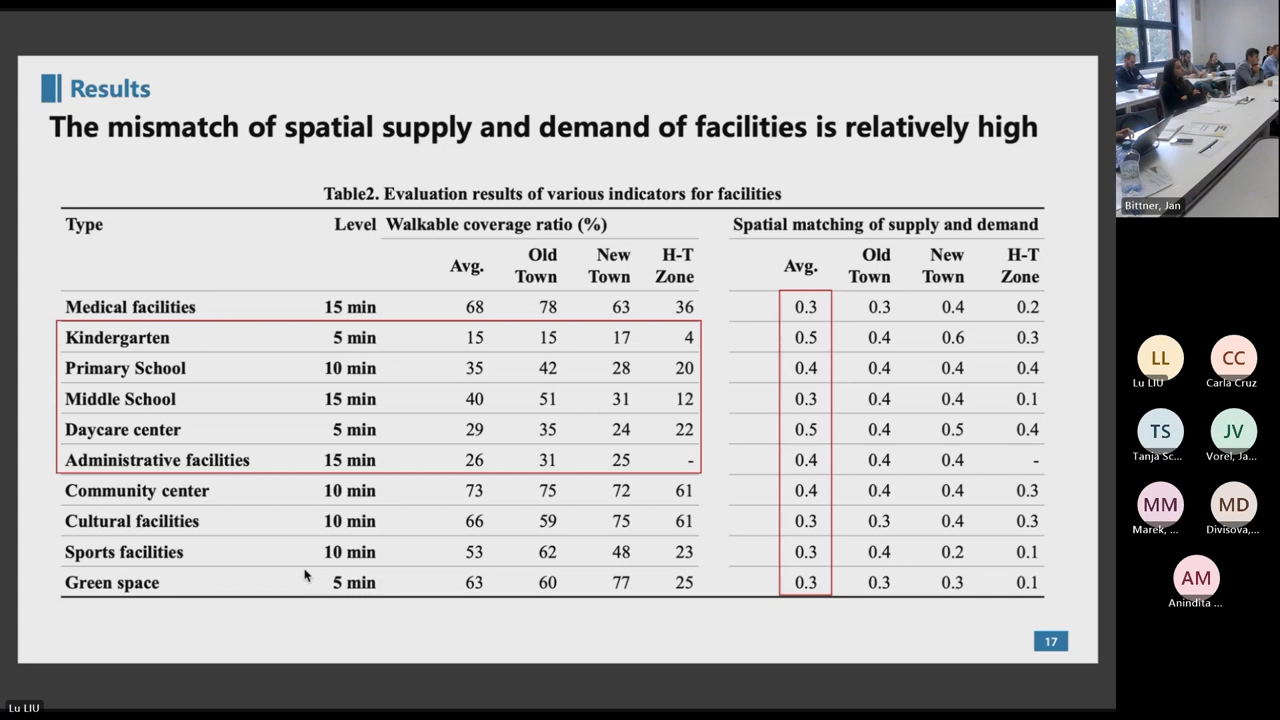 Results
The mismatch of spatial supply and demand of facilities is relatively high
Table2. Evaluation results of various indicators for facilities
Type Level Walkable coverage ratio (%) Spatial matching of supply and demand
Avg. Old Town New Town H-T Zone Avg. Old Town New Town H-T Zone
Medical facilities 15 min 68 78 63 36 0.3 0.3 0.4 0.2
Kindergarten 5 min 15 15 17 4 0.5 0.4 0.6 0.3
Primary School 10 min 35 42 28 20 0.4 0.4 0.4 0.4
Middle School 15 min 40 51 31 12 0.3 0.4 0.4 0.1
Daycare center 5 min 29 35 24 22 0.5 0.4 0.5 0.4
Administrative facilities 15 min 26 31 25 - 0.4 0.4 0.4 -
Community center 10 min 73 75 72 61 0.4 0.4 0.4 0.3
Cultural facilities 10 min 66 59 75 61 0.3 0.3 0.4 0.3
Sports facilities 10 min 53 62 48 23 0.3 0.4 0.2 0.1
Green space 5 min 63 60 77 25 0.3 0.3 0.3 0.1
17
Lu LIU
Bittner, Jan
LL CC
Lu LIU Carla Cruz
TS JV
Tanja Sc... Vorel, Ja...
MM MD
Marek, ... Divisova,...
AM
Anindita ...